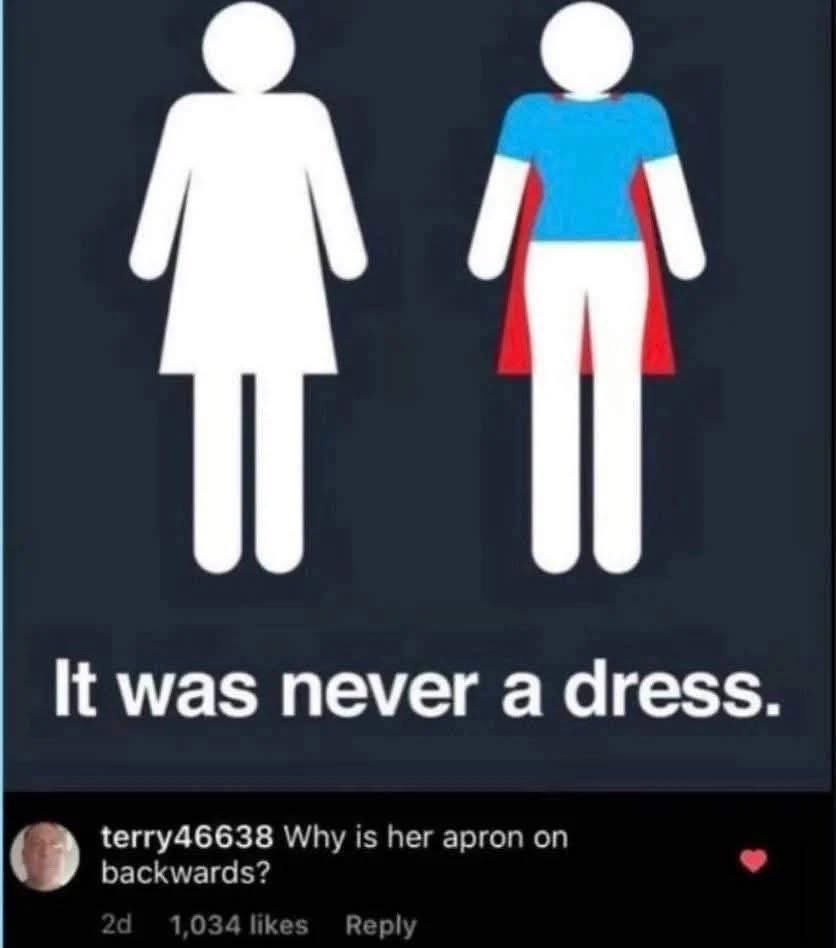 It was never a dress.
terry46638 Why is her apron on
backwards?
2d 1,034 likes Reply